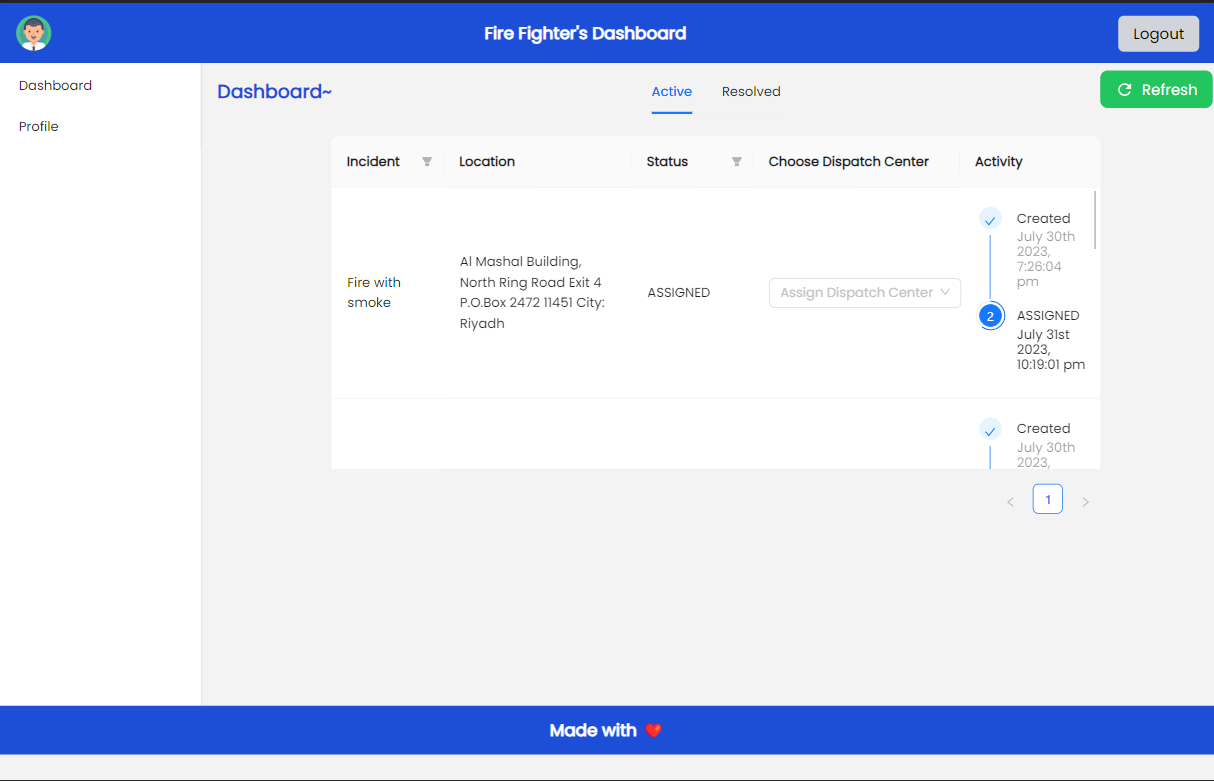 Fire Fighter's Dashboard
Logout
Dashboard
Profile
Dashboard~
Active
Resolved
Refresh
Incident
Location
Status
Choose Dispatch Center
Activity
Fire with
smoke
Al Mashal Building,
North Ring Road Exit 4
P.O.Box 2472 11451 City:
Riyadh
ASSIGNED
Assign Dispatch Center
Created
July 30th
2023,
7:26:04
pm
2
ASSIGNED
July 31st
2023,
10:19:01 pm
Created
July 30th
2023,
< 1 >
Made with ❤️